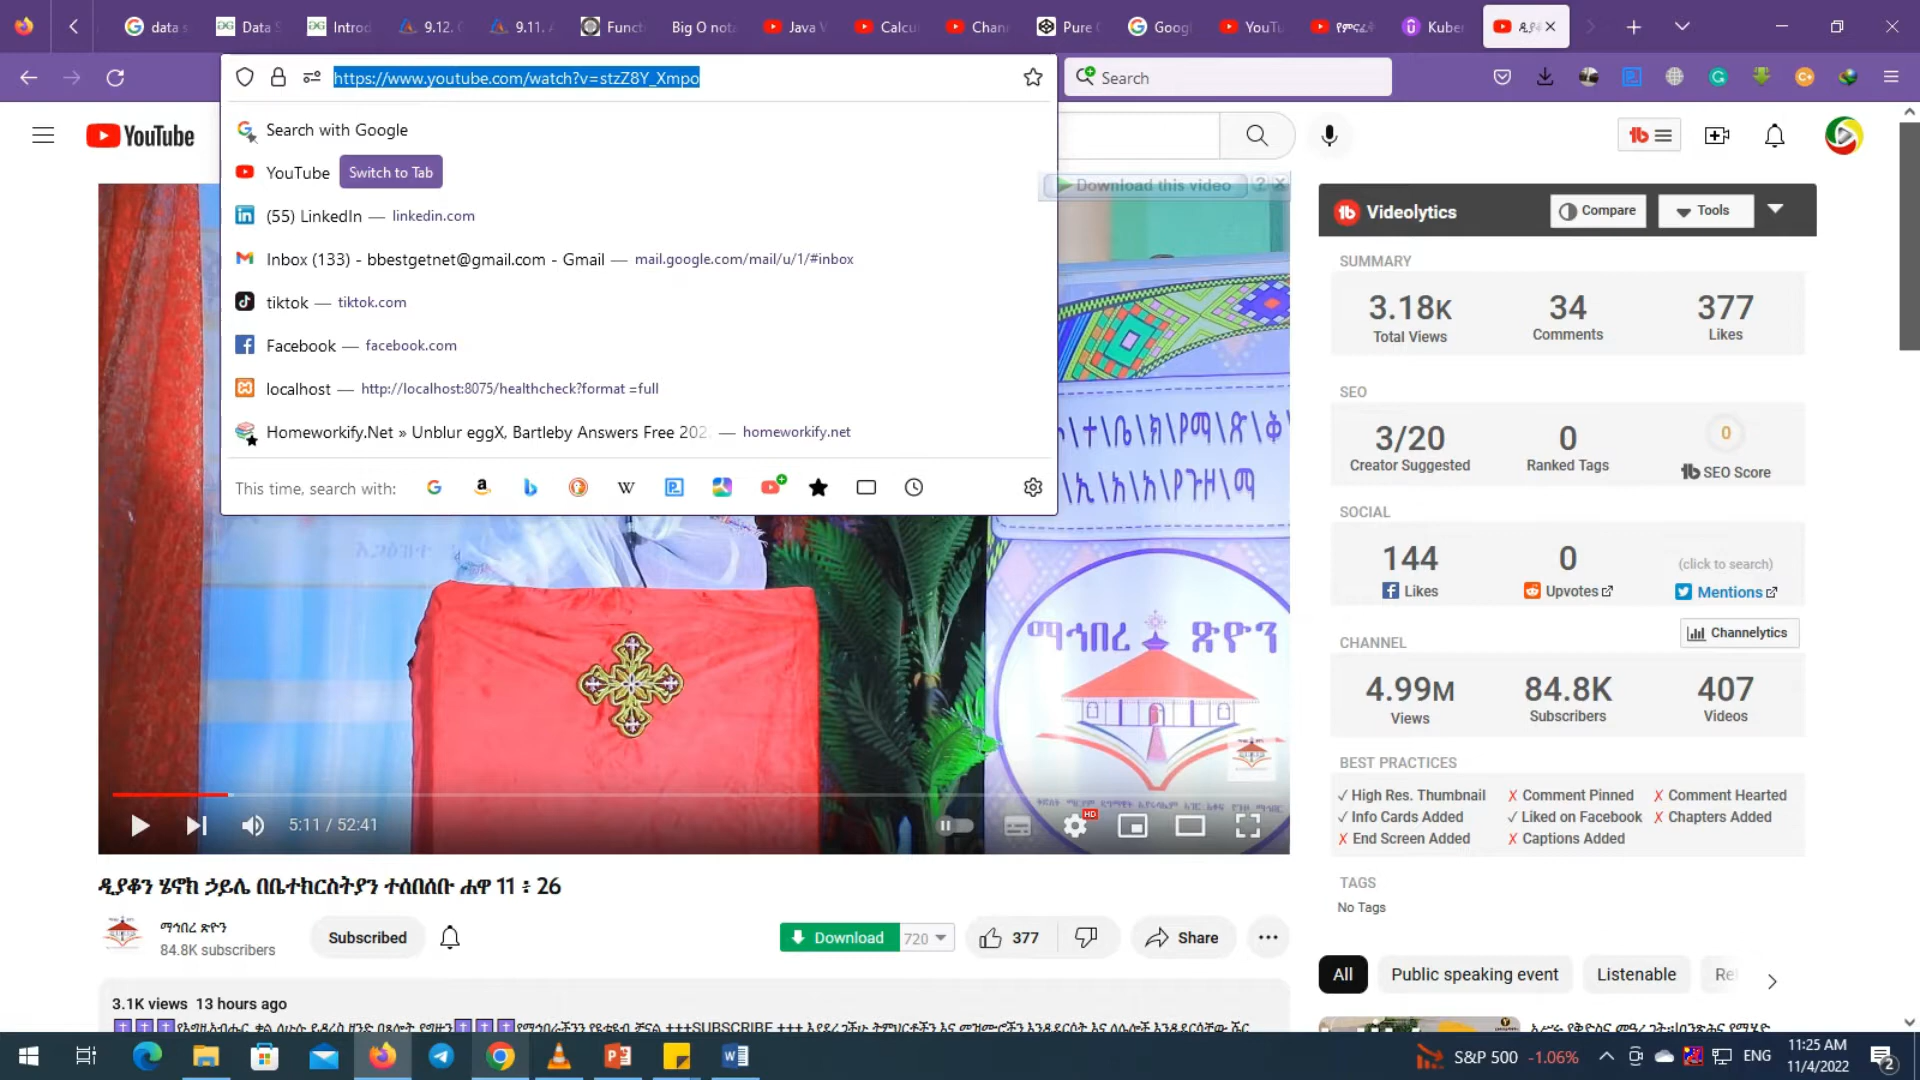 data s
Data
Introd
9.12.
9.11.
Funct
Big O nota
Java
Calcu
Chan
Pure
Goog
YouTu
የምናፈ
Kube
ዲያ
https://www.youtube.com/watch?v=stzZ8Y_Xmpo
Search
Search with Google
YouTube Switch to Tab
(55) LinkedIn — linkedin.com
Inbox (133) - bbestgetnet@gmail.com - Gmail — mail.google.com/mail/u/1/#inbox
tiktok — tiktok.com
Facebook — facebook.com
localhost — http://localhost:8075/healthcheck?format =full
Homeworkify.Net » Unblur eggX, Bartleby Answers Free 202 — homeworkify.net
This time, search with:
YouTube
Download this video
ማኅበረ ጽዮን
5:11 / 52:41
HD
ዲያቆን ሄኖክ ኃይሌ በቤተክርስትያን ተሰበሰቡ ሐዋ 11 ፥ 26
ማኅበረ ጽዮን
84.8K subscribers
Subscribed
Download 720
377
Share
3.1K views 13 hours ago
Videolytics
Compare
Tools
SUMMARY
3.18K 34 377
Total Views Comments Likes
SEO
3/20 0 0
Creator Suggested Ranked Tags SEO Score
SOCIAL
144 0 (click to search)
Likes Upvotes Mentions
CHANNEL Channelytics
4.99M 84.8K 407
Views Subscribers Videos
BEST PRACTICES
✓ High Res. Thumbnail ✗ Comment Pinned ✗ Comment Hearted
✓ Info Cards Added ✓ Liked on Facebook ✗ Chapters Added
✗ End Screen Added ✗ Captions Added
TAGS
No Tags
All Public speaking event Listenable Re
S&P 500 -1.06%
ENG
11:25 AM
11/4/2022
2